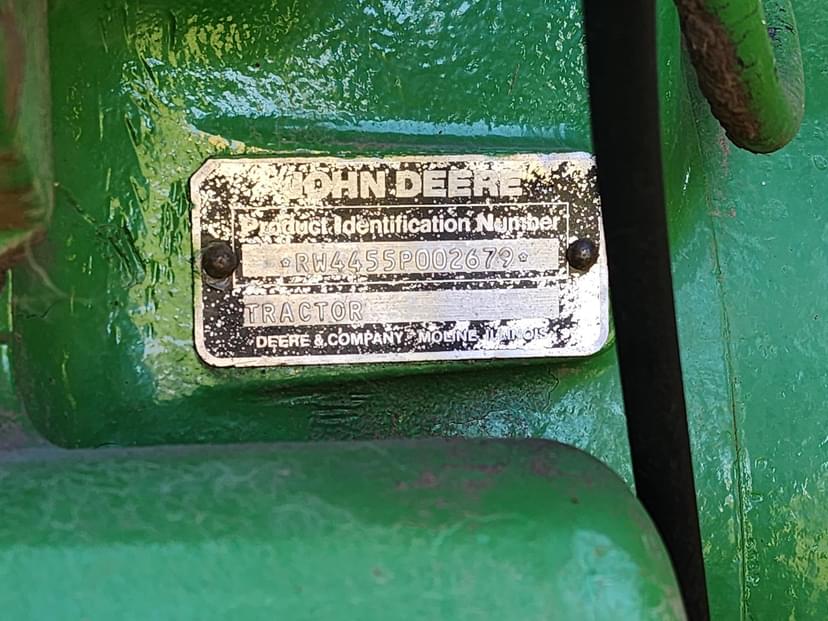 JOHN DEERE
Product Identification Number
*RW4455P002679*
TRACTOR
DEERE & COMPANY MOLINE, ILLINOIS